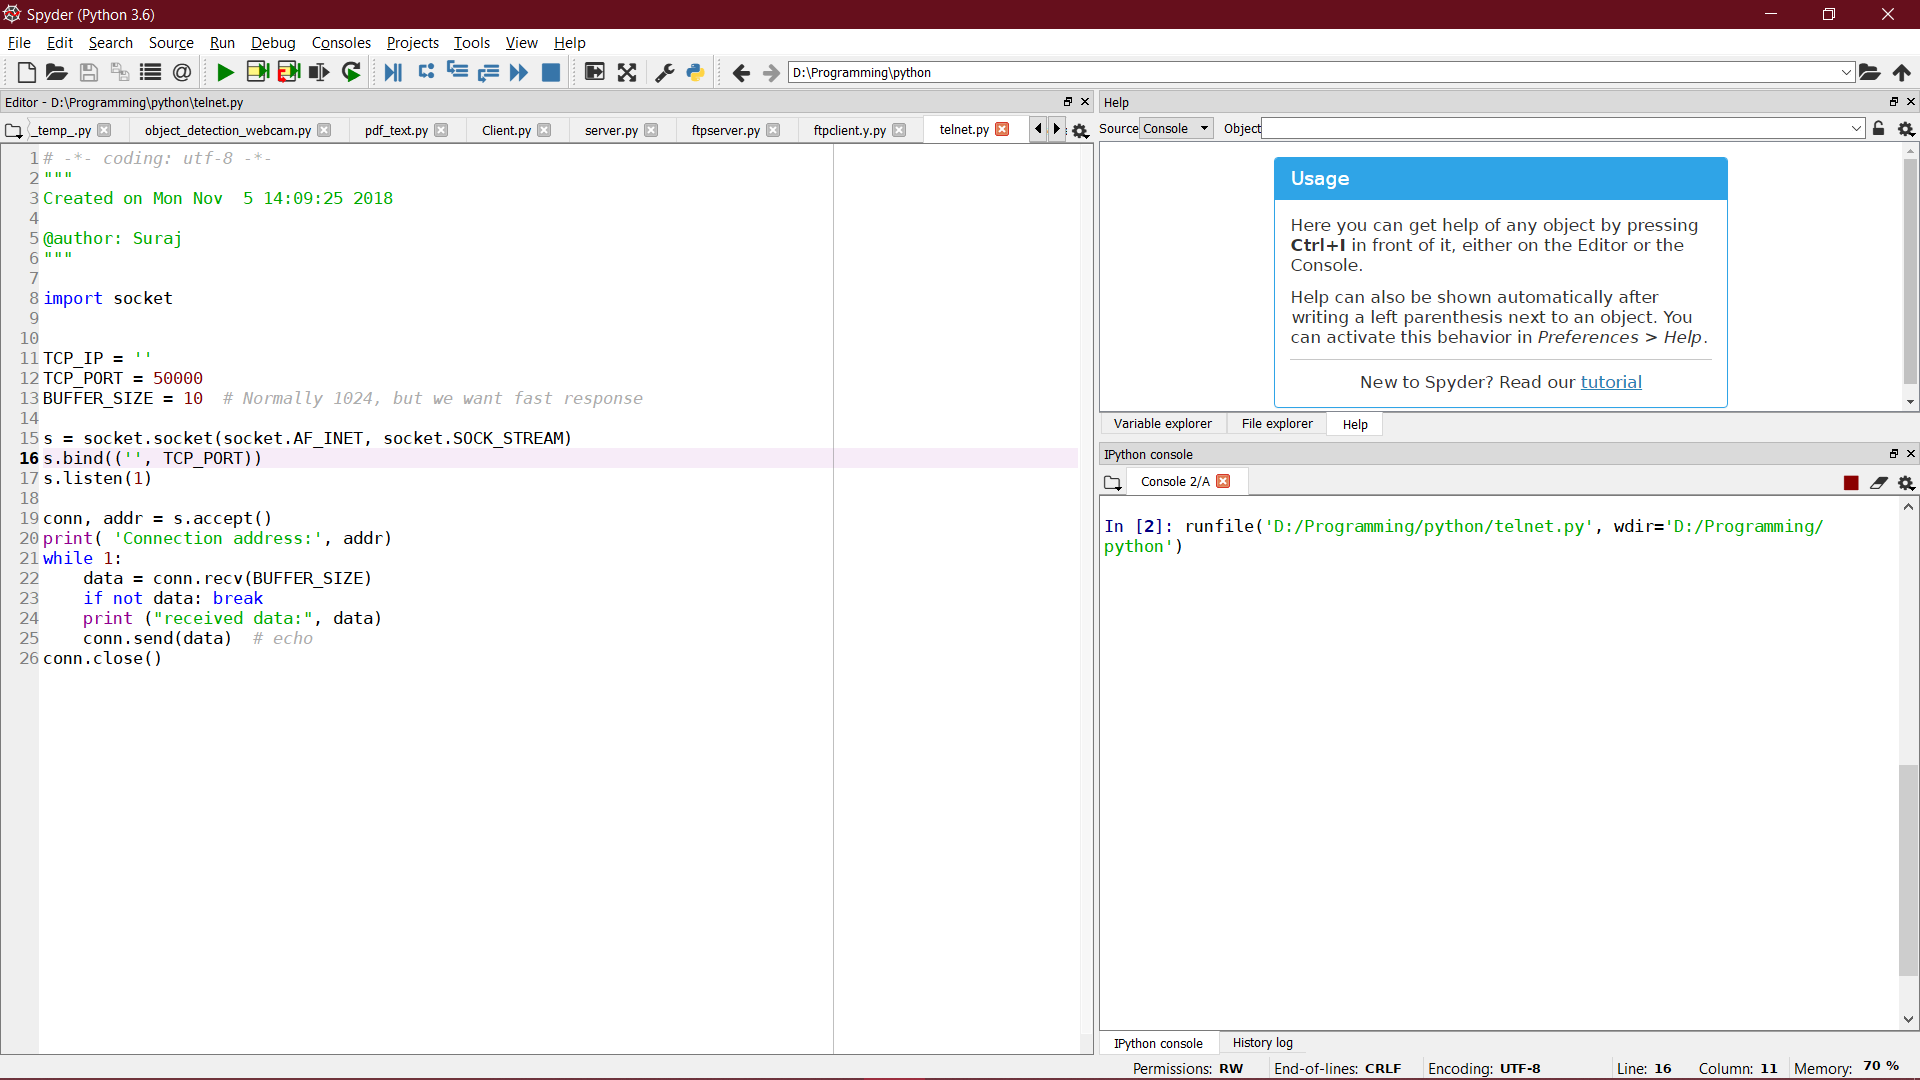 Spyder (Python 3.6)
File Edit Search Source Run Debug Consoles Projects Tools View Help
D:\Programming\python
Editor - D:\Programming\python\telnet.py
_temp_.py object_detection_webcam.py pdf_text.py Client.py server.py ftpserver.py ftpclient.y.py telnet.py
1 # -*- coding: utf-8 -*-
2 """
3 Created on Mon Nov  5 14:09:25 2018
4
5 @author: Suraj
6 """
7
8 import socket
9
10
11 TCP_IP = ''
12 TCP_PORT = 50000
13 BUFFER_SIZE = 10  # Normally 1024, but we want fast response
14
15 s = socket.socket(socket.AF_INET, socket.SOCK_STREAM)
16 s.bind(('', TCP_PORT))
17 s.listen(1)
18
19 conn, addr = s.accept()
20 print( 'Connection address:', addr)
21 while 1:
22     data = conn.recv(BUFFER_SIZE)
23     if not data: break
24     print ("received data:", data)
25     conn.send(data)  # echo
26 conn.close()
Help
Source Console Object
Usage
Here you can get help of any object by pressing
Ctrl+I in front of it, either on the Editor or the
Console.
Help can also be shown automatically after
writing a left parenthesis next to an object. You
can activate this behavior in Preferences > Help.
New to Spyder? Read our tutorial
Variable explorer File explorer Help
IPython console
Console 2/A
In [2]: runfile('D:/Programming/python/telnet.py', wdir='D:/Programming/
python')
IPython console History log
Permissions: RW End-of-lines: CRLF Encoding: UTF-8 Line: 16 Column: 11 Memory: 70 %